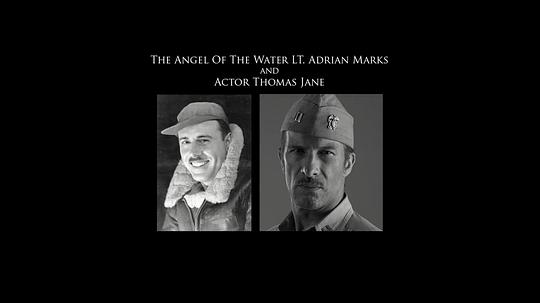 The Angel Of The Water LT. Adrian Marks
and
Actor Thomas Jane